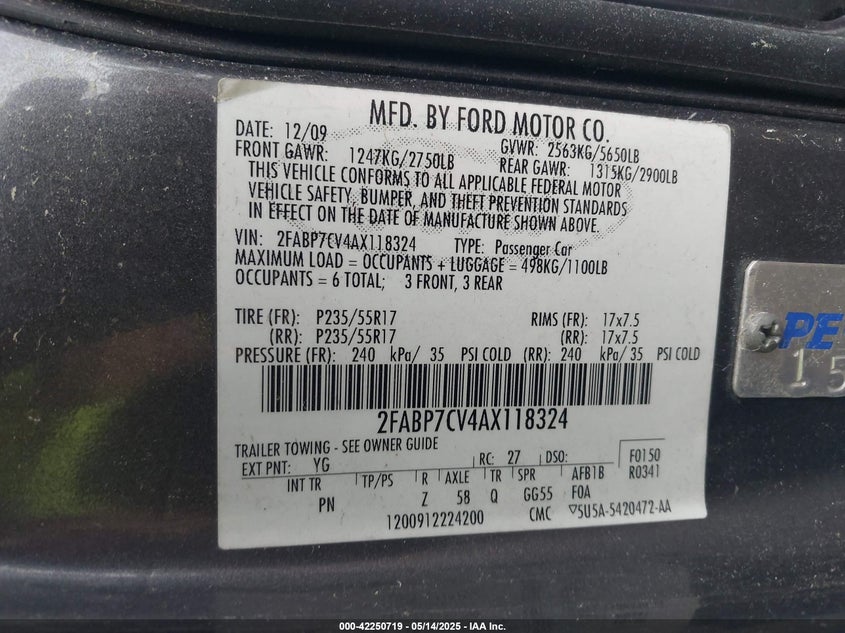 MFD. BY FORD MOTOR CO.
DATE: 12/09 GVWR: 2563KG/5650LB
FRONT GAWR: 1247KG/2750LB REAR GAWR: 1315KG/2900LB
THIS VEHICLE CONFORMS TO ALL APPLICABLE FEDERAL MOTOR
VEHICLE SAFETY, BUMPER, AND THEFT PREVENTION STANDARDS
IN EFFECT ON THE DATE OF MANUFACTURE SHOWN ABOVE.
VIN: 2FABP7CV4AX118324 TYPE: Passenger Car
MAXIMUM LOAD = OCCUPANTS + LUGGAGE = 498KG/1100LB
OCCUPANTS = 6 TOTAL; 3 FRONT, 3 REAR
TIRE (FR): P235/55R17 RIMS (FR): 17x7.5
(RR): P235/55R17 (RR): 17x7.5
PRESSURE (FR): 240 kPa/ 35 PSI COLD (RR): 240 kPa/ 35 PSI COLD
2FABP7CV4AX118324
TRAILER TOWING - SEE OWNER GUIDE
EXT PNT: YG RC: 27 DSO: F0150
INT TR TP/PS R AXLE TR SPR AFB1B R0341
PN Z 58 Q GG55 FOA
1200912224200 CMC ▽5U5A-5420472-AA
PE
15
000-42250719 - 05/14/2025 - IAA Inc.